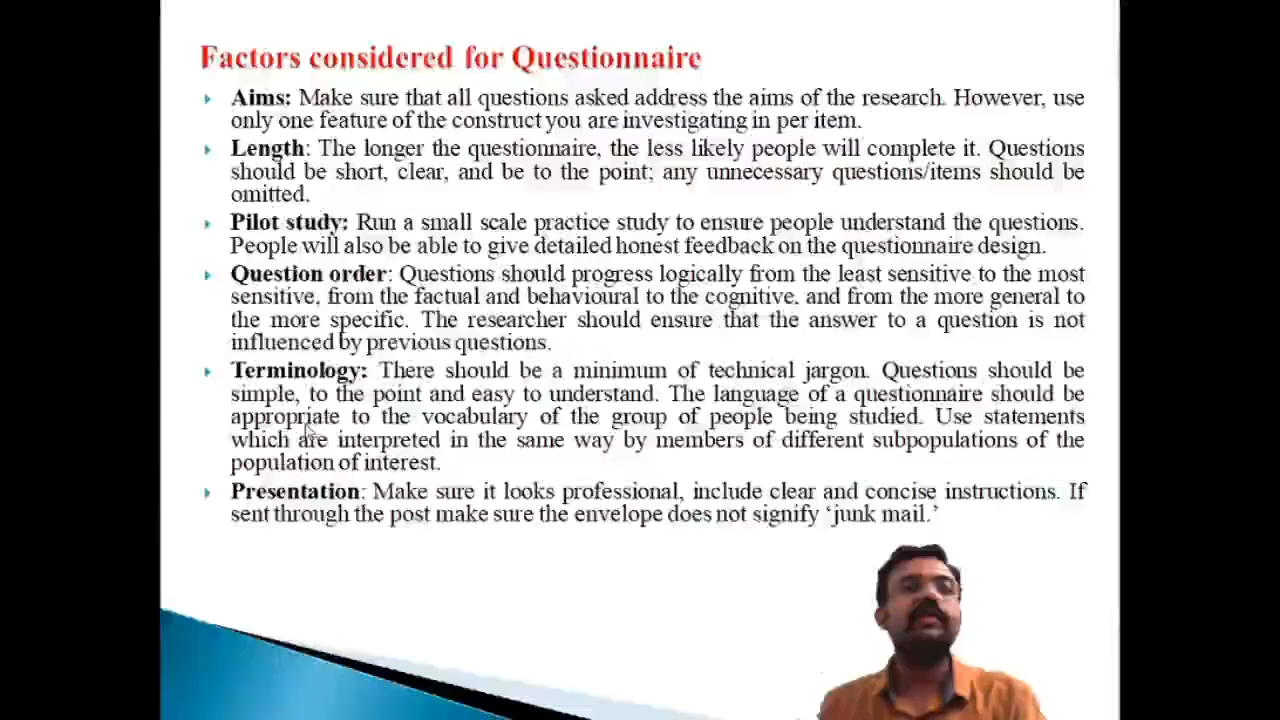 Factors considered for Questionnaire
Aims: Make sure that all questions asked address the aims of the research. However, use
only one feature of the construct you are investigating in per item.
Length: The longer the questionnaire, the less likely people will complete it. Questions
should be short, clear, and be to the point; any unnecessary questions/items should be
omitted.
Pilot study: Run a small scale practice study to ensure people understand the questions.
People will also be able to give detailed honest feedback on the questionnaire design.
Question order: Questions should progress logically from the least sensitive to the most
sensitive, from the factual and behavioural to the cognitive, and from the more general to
the more specific. The researcher should ensure that the answer to a question is not
influenced by previous questions.
Terminology: There should be a minimum of technical jargon. Questions should be
simple, to the point and easy to understand. The language of a questionnaire should be
appropriate to the vocabulary of the group of people being studied. Use statements
which are interpreted in the same way by members of different subpopulations of the
population of interest.
Presentation: Make sure it looks professional, include clear and concise instructions. If
sent through the post make sure the envelope does not signify ‘junk mail.’